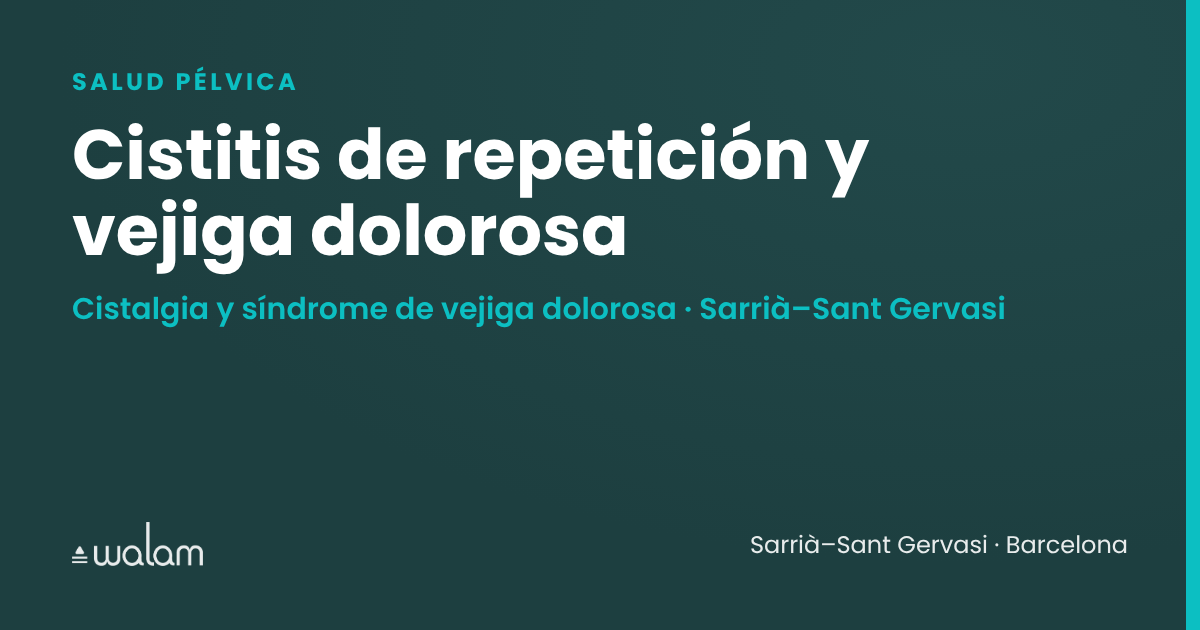 SALUD PÉLVICA
Cistitis de repetición y
vejiga dolorosa
Cistalgia y síndrome de vejiga dolorosa · Sarrià–Sant Gervasi
walam
Sarrià–Sant Gervasi · Barcelona